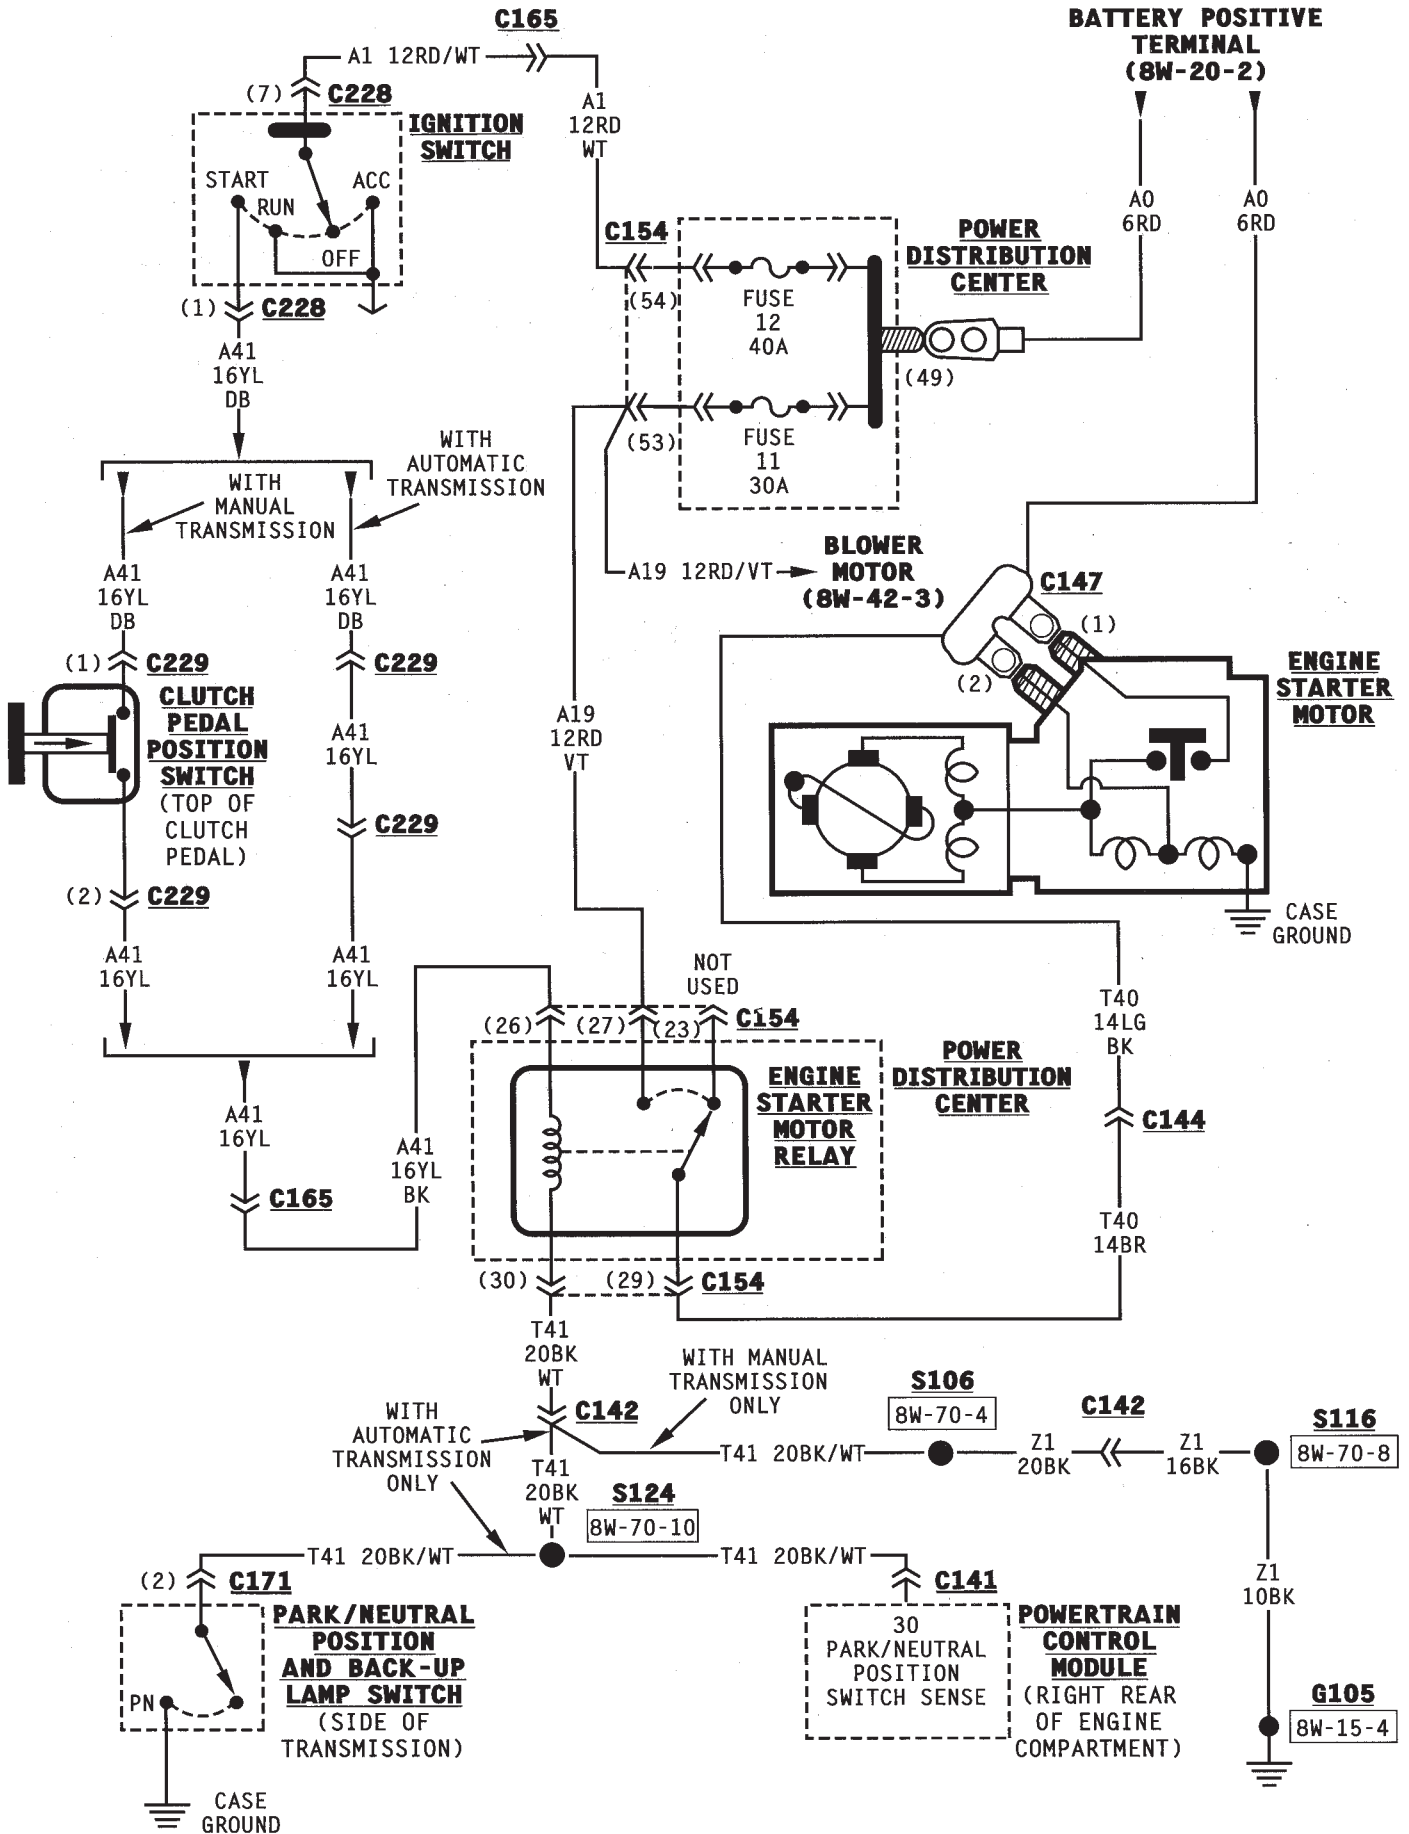 C165
A1 12RD/WT
(7) C228
IGNITION
SWITCH
START
RUN
ACC
OFF
(1) C228
A41
16YL
DB
A1
12RD
WT
BATTERY POSITIVE
TERMINAL
(8W-20-2)
A0
6RD
A0
6RD
C154
(54)
FUSE
12
40A
POWER
DISTRIBUTION
CENTER
(49)
(53)
FUSE
11
30A
WITH
MANUAL
TRANSMISSION
WITH
AUTOMATIC
TRANSMISSION
A19 12RD/VT
BLOWER
MOTOR
(8W-42-3)
A41
16YL
DB
A41
16YL
DB
(1) C229
C229
CLUTCH
PEDAL
POSITION
SWITCH
(TOP OF
CLUTCH
PEDAL)
A41
16YL
C229
(2) C229
A41
16YL
A41
16YL
A19
12RD
VT
C147
(1)
(2)
ENGINE
STARTER
MOTOR
CASE
GROUND
NOT
USED
(26)
(27)
(23)
C154
POWER
DISTRIBUTION
CENTER
ENGINE
STARTER
MOTOR
RELAY
T40
14LG
BK
C144
T40
14BR
A41
16YL
C165
A41
16YL
BK
(30)
(29)
C154
T41
20BK
WT
C142
WITH MANUAL
TRANSMISSION
ONLY
WITH
AUTOMATIC
TRANSMISSION
ONLY
T41 20BK/WT
S106
8W-70-4
Z1
20BK
C142
Z1
16BK
S116
8W-70-8
T41
20BK
WT
S124
8W-70-10
T41 20BK/WT
T41 20BK/WT
(2) C171
C141
PARK/NEUTRAL
POSITION
AND BACK-UP
LAMP SWITCH
(SIDE OF
TRANSMISSION)
PN
CASE
GROUND
30
PARK/NEUTRAL
POSITION
SWITCH SENSE
POWERTRAIN
CONTROL
MODULE
(RIGHT REAR
OF ENGINE
COMPARTMENT)
Z1
10BK
G105
8W-15-4